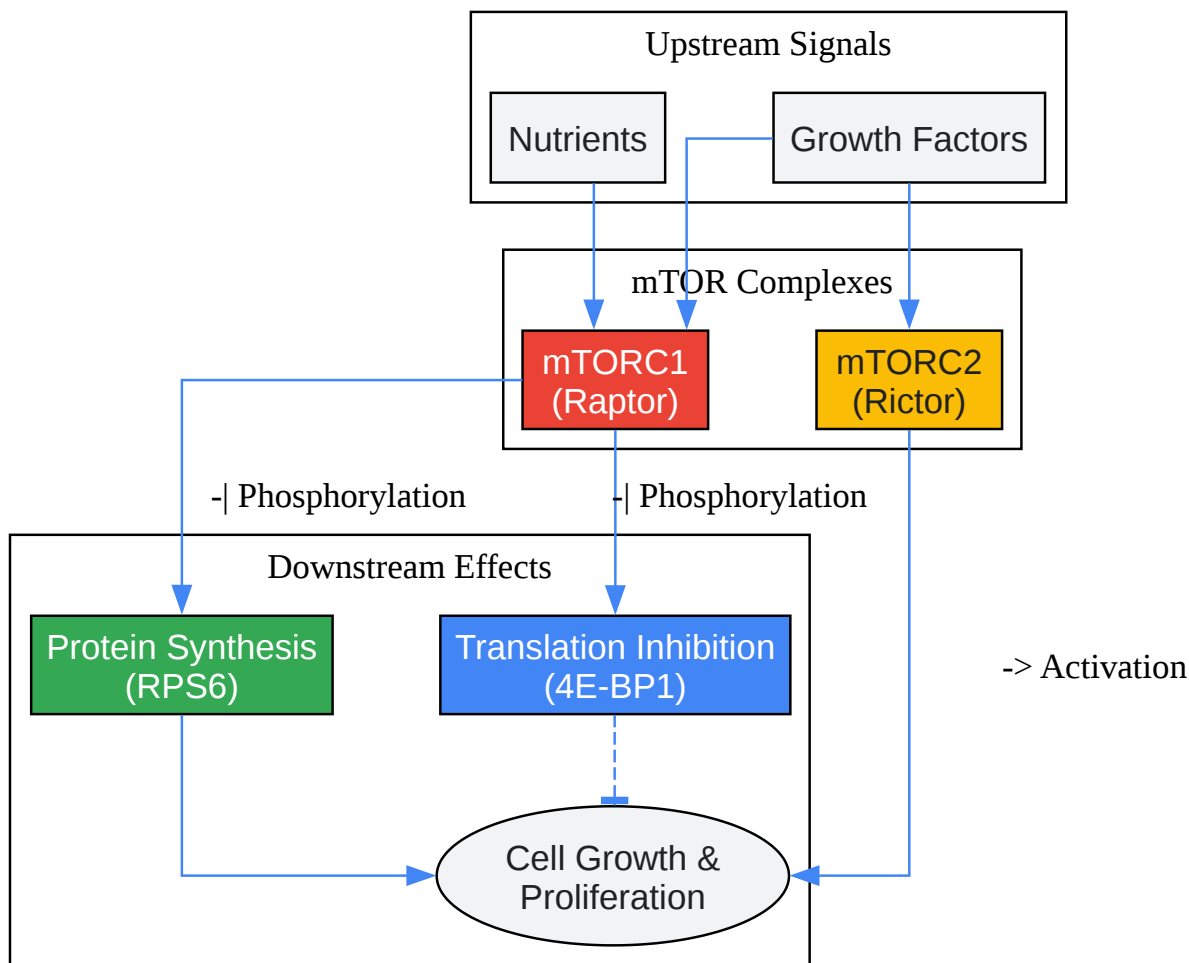 Upstream Signals
Nutrients
Growth Factors
mTOR Complexes
mTORC1
(Raptor)
mTORC2
(Rictor)
-| Phosphorylation
-| Phosphorylation
Downstream Effects
Protein Synthesis
(RPS6)
Translation Inhibition
(4E-BP1)
-> Activation
Cell Growth &
Proliferation